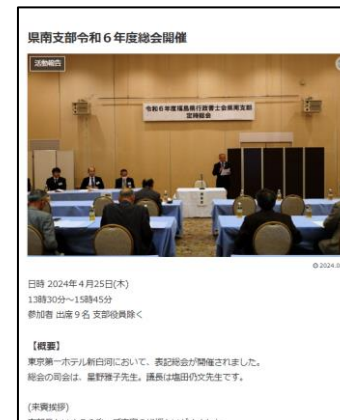 県南支部令和6年度総会開催
活動報告
令和6年度福島県行政書士会県南支部
定時総会
2024.0
日時 2024年4月25日(木)
13時30分～15時45分
参加者 出席9名 支部役員除く
【概要】
東京第一ホテル新白河において、表記総会が開催されました。
総会の司会は、星野雅子先生。議長は塩田仍文先生です。
(来賓挨拶)